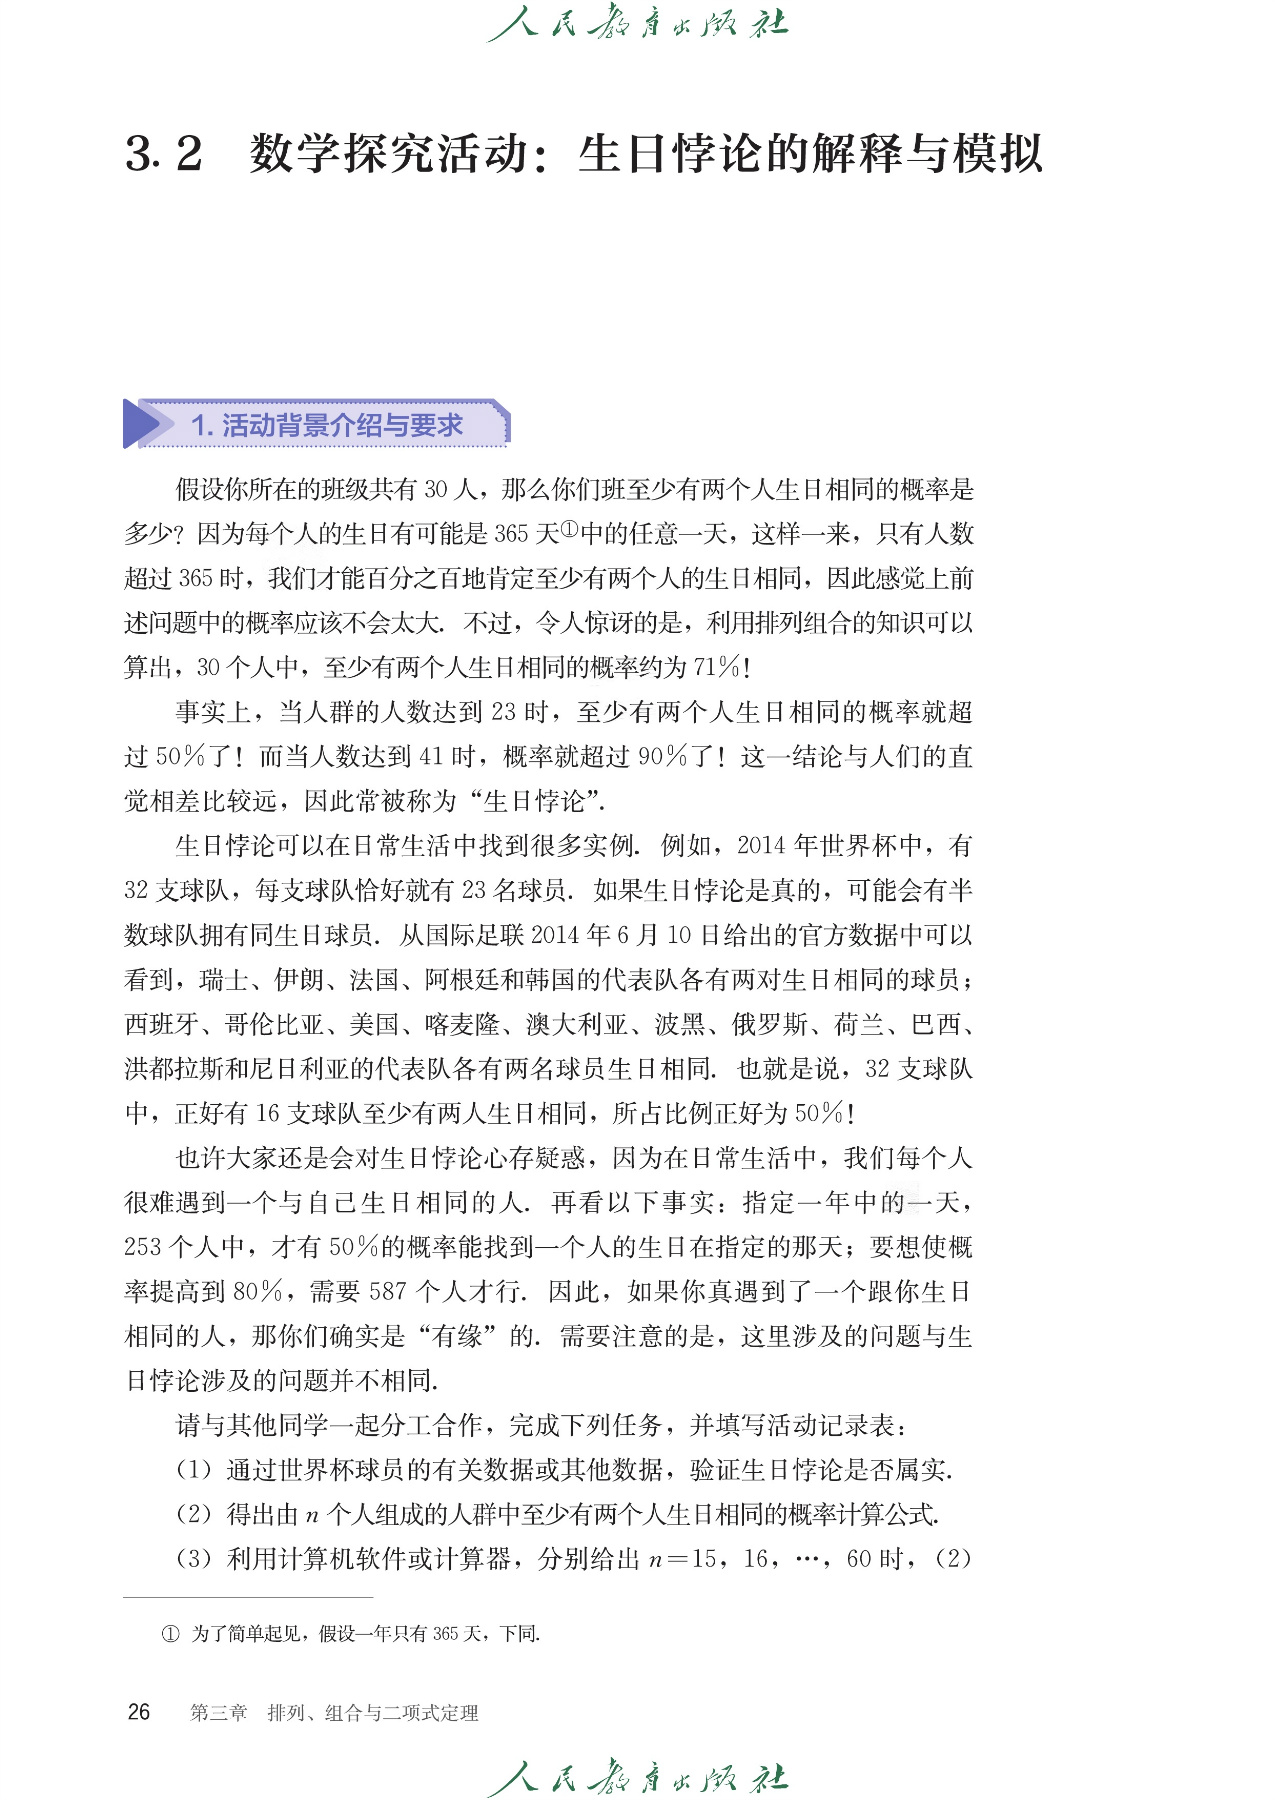 人民教育出版社
3.2 数学探究活动：生日悖论的解释与模拟
1. 活动背景介绍与要求
假设你所在的班级共有 30 人，那么你们班至少有两个人生日相同的概率是
多少？因为每个人的生日有可能是 365 天①中的任意一天，这样一来，只有人数
超过 365 时，我们才能百分之百地肯定至少有两个人的生日相同，因此感觉上前
述问题中的概率应该不会太大．不过，令人惊讶的是，利用排列组合的知识可以
算出，30 个人中，至少有两个人生日相同的概率约为 71％！
事实上，当人群的人数达到 23 时，至少有两个人生日相同的概率就超
过 50％了！而当人数达到 41 时，概率就超过 90％了！这一结论与人们的直
觉相差比较远，因此常被称为“生日悖论”．
生日悖论可以在日常生活中找到很多实例．例如，2014 年世界杯中，有
32 支球队，每支球队恰好就有 23 名球员．如果生日悖论是真的，可能会有半
数球队拥有同生日球员．从国际足联 2014 年 6 月 10 日给出的官方数据中可以
看到，瑞士、伊朗、法国、阿根廷和韩国的代表队各有两对生日相同的球员；
西班牙、哥伦比亚、美国、喀麦隆、澳大利亚、波黑、俄罗斯、荷兰、巴西、
洪都拉斯和尼日利亚的代表队各有两名球员生日相同．也就是说，32 支球队
中，正好有 16 支球队至少有两人生日相同，所占比例正好为 50％！
也许大家还是会对生日悖论心存疑惑，因为在日常生活中，我们每个人
很难遇到一个与自己生日相同的人．再看以下事实：指定一年中的一天，
253 个人中，才有 50％的概率能找到一个人的生日在指定的那天；要想使概
率提高到 80％，需要 587 个人才行．因此，如果你真遇到了一个跟你生日
相同的人，那你们确实是“有缘”的．需要注意的是，这里涉及的问题与生
日悖论涉及的问题并不相同．
请与其他同学一起分工合作，完成下列任务，并填写活动记录表：
（1）通过世界杯球员的有关数据或其他数据，验证生日悖论是否属实．
（2）得出由 n 个人组成的人群中至少有两个人生日相同的概率计算公式．
（3）利用计算机软件或计算器，分别给出 n＝15，16，…，60 时，（2）
① 为了简单起见，假设一年只有 365 天，下同．
26 第三章 排列、组合与二项式定理
人民教育出版社